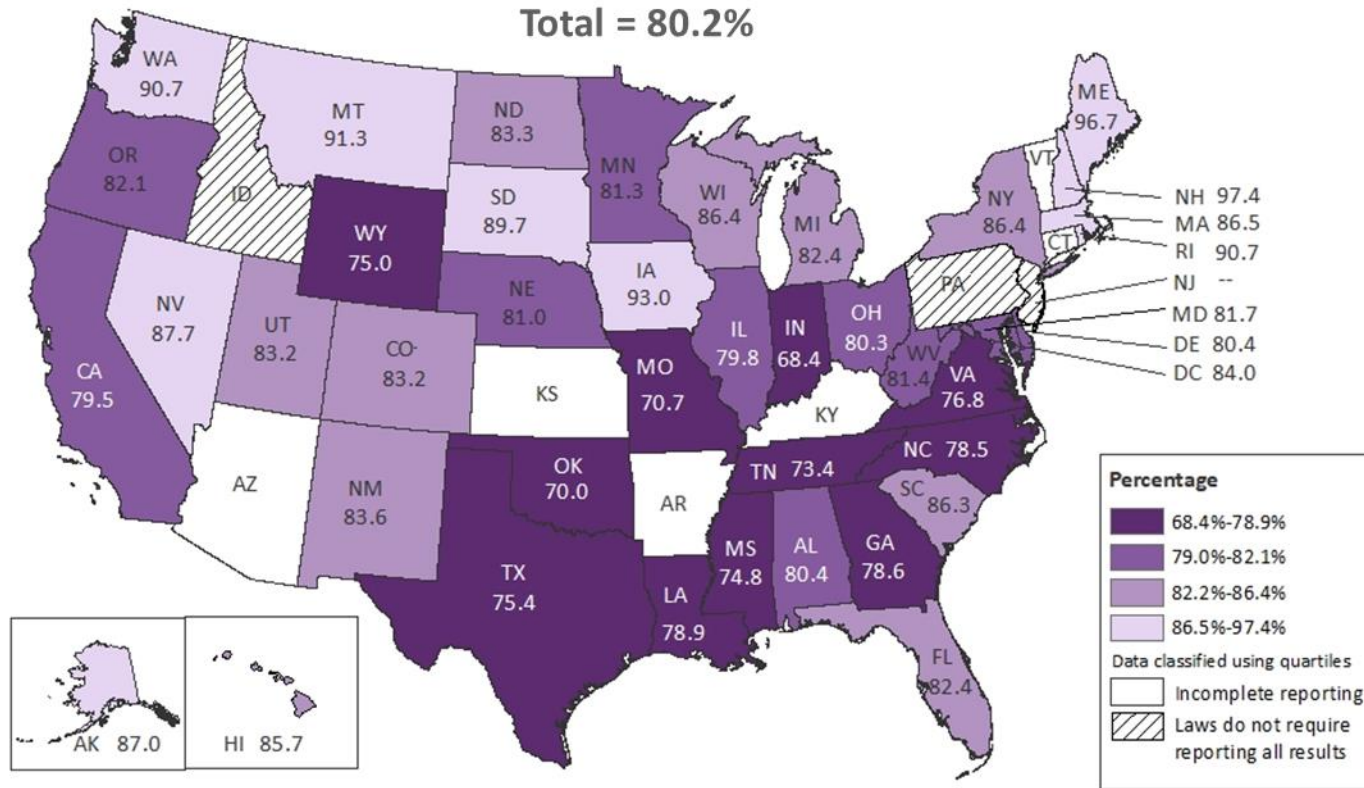 Total = 80.2%
WA
90.7
MT
91.3
ND
83.3
MN
81.3
ME
96.7
VT
OR
82.1
ID
SD
89.7
WI
86.4
MI
82.4
NY
86.4
NH 97.4
MA 86.5
RI 90.7
NJ --
MD 81.7
DE 80.4
DC 84.0
CT
WY
75.0
IA
93.0
PA
NV
87.7
UT
83.2
CO
83.2
NE
81.0
IL
79.8
IN
68.4
OH
80.3
WV
81.4
VA
76.8
CA
79.5
KS
MO
70.7
KY
AZ
NM
83.6
OK
70.0
AR
TN 73.4
NC 78.5
SC
86.3
TX
75.4
LA
78.9
MS
74.8
AL
80.4
GA
78.6
FL
82.4
AK 87.0
HI 85.7
Percentage
68.4%-78.9%
79.0%-82.1%
82.2%-86.4%
86.5%-97.4%
Data classified using quartiles
Incomplete reporting
Laws do not require
reporting all results